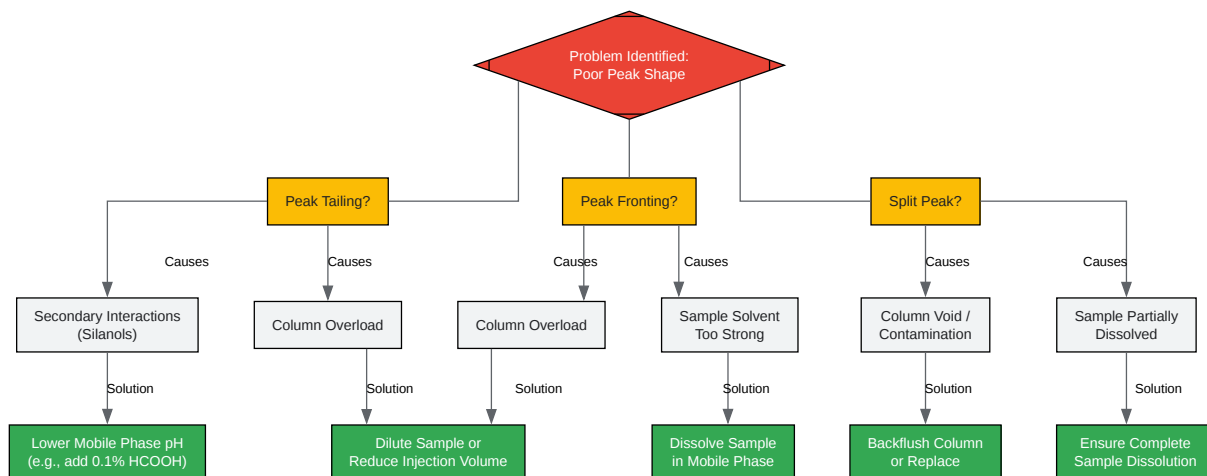 Problem Identified:
Poor Peak Shape
Peak Tailing?
Peak Fronting?
Split Peak?
Causes
Causes
Causes
Causes
Causes
Causes
Secondary Interactions
(Silanols)
Column Overload
Column Overload
Sample Solvent
Too Strong
Column Void /
Contamination
Sample Partially
Dissolved
Solution
Solution
Solution
Solution
Solution
Solution
Lower Mobile Phase pH
(e.g., add 0.1% HCOOH)
Dilute Sample or
Reduce Injection Volume
Dissolve Sample
in Mobile Phase
Backflush Column
or Replace
Ensure Complete
Sample Dissolution